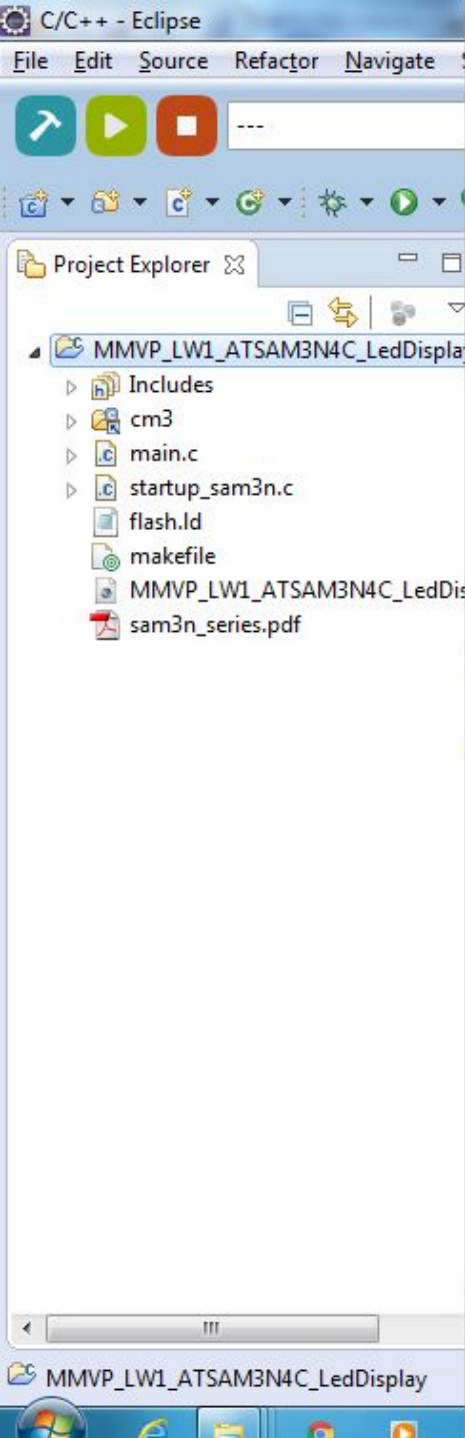 C/C++ - Eclipse
File Edit Source Refactor Navigate
---
Project Explorer
MMVP_LW1_ATSAM3N4C_LedDisplay
Includes
cm3
main.c
startup_sam3n.c
flash.ld
makefile
MMVP_LW1_ATSAM3N4C_LedDis
sam3n_series.pdf
MMVP_LW1_ATSAM3N4C_LedDisplay